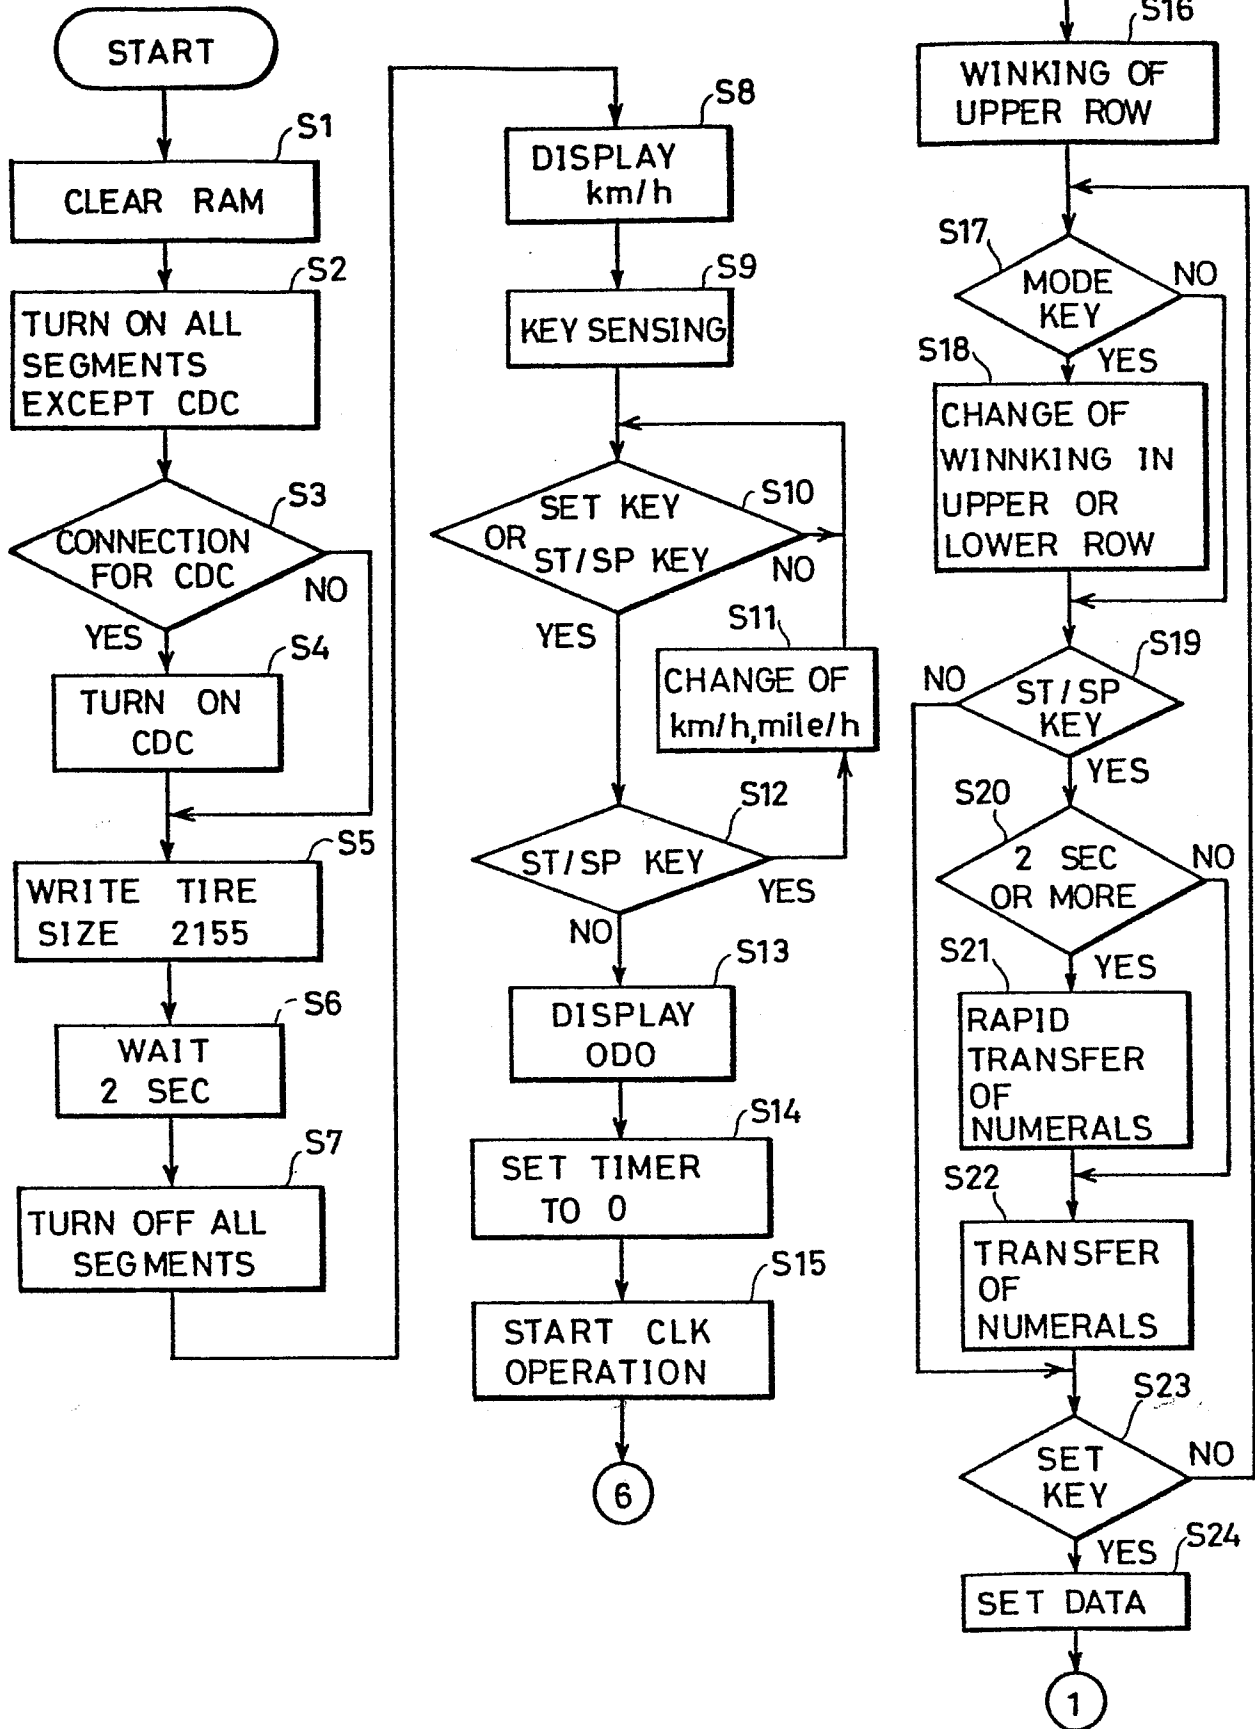 START
S1
CLEAR RAM
S2
TURN ON ALL
SEGMENTS
EXCEPT CDC
S3
CONNECTION
FOR CDC
NO
YES
S4
TURN ON
CDC
S5
WRITE TIRE
SIZE 2155
S6
WAIT
2 SEC
S7
TURN OFF ALL
SEGMENTS
S8
DISPLAY
km/h
S9
KEY SENSING
S10
SET KEY
OR
ST/SP KEY
NO
YES
S11
CHANGE OF
km/h,mile/h
S12
ST/SP KEY
YES
NO
S13
DISPLAY
ODO
S14
SET TIMER
TO 0
S15
START CLK
OPERATION
6
S16
WINKING OF
UPPER ROW
S17
MODE
KEY
NO
YES
S18
CHANGE OF
WINNKING IN
UPPER OR
LOWER ROW
S19
NO
ST/SP
KEY
YES
S20
2 SEC
OR MORE
NO
YES
S21
RAPID
TRANSFER
OF
NUMERALS
S22
TRANSFER
OF
NUMERALS
S23
SET
KEY
NO
YES
S24
SET DATA
1